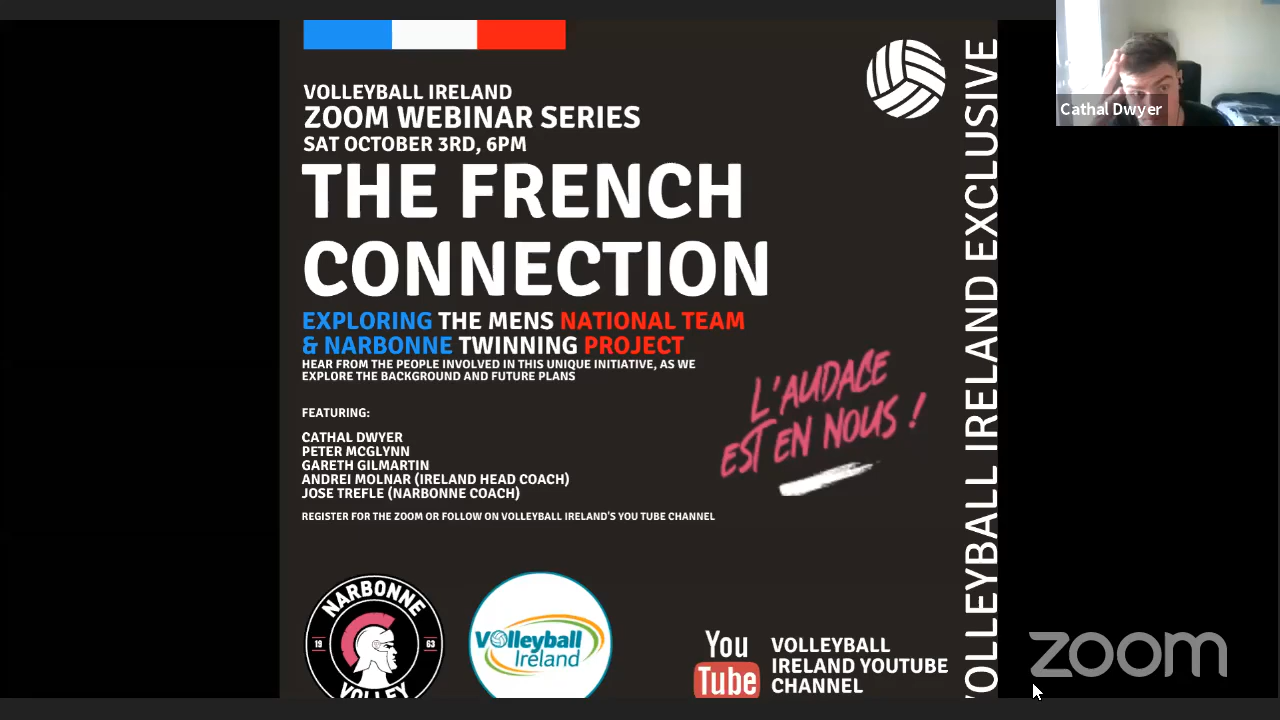 VOLLEYBALL IRELAND
ZOOM WEBINAR SERIES
SAT OCTOBER 3RD, 6PM
THE FRENCH
CONNECTION
EXPLORING THE MENS NATIONAL TEAM
& NARBONNE TWINNING PROJECT
HEAR FROM THE PEOPLE INVOLVED IN THIS UNIQUE INITIATIVE, AS WE
EXPLORE THE BACKGROUND AND FUTURE PLANS
FEATURING:
CATHAL DWYER
PETER MCGLYNN
GARETH GILMARTIN
ANDREI MOLNAR (IRELAND HEAD COACH)
JOSE TREFLE (NARBONNE COACH)
REGISTER FOR THE ZOOM OR FOLLOW ON VOLLEYBALL IRELAND'S YOU TUBE CHANNEL
L'AUDACE
EST EN NOUS !
NARBONNE
19 63
VOLLEY
Volleyball
Ireland
You
Tube
VOLLEYBALL
IRELAND YOUTUBE
CHANNEL
VOLLEYBALL IRELAND EXCLUSIVE
Cathal Dwyer
zoom